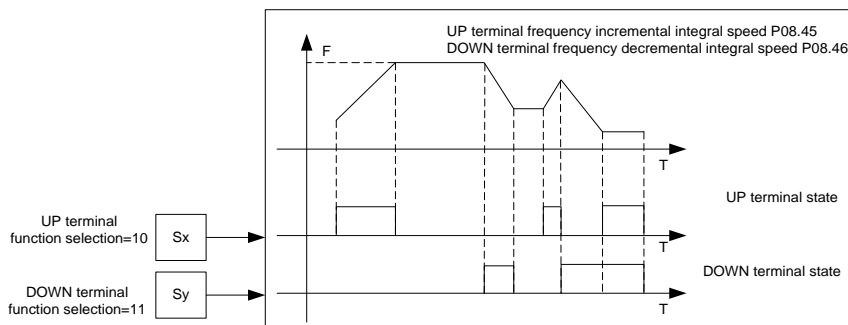 UP terminal frequency incremental integral speed P08.45
DOWN terminal frequency decremental integral speed P08.46
F
T
UP terminal state
UP terminal
function selection=10
Sx
T
DOWN terminal state
DOWN terminal
function selection=11
Sy
T